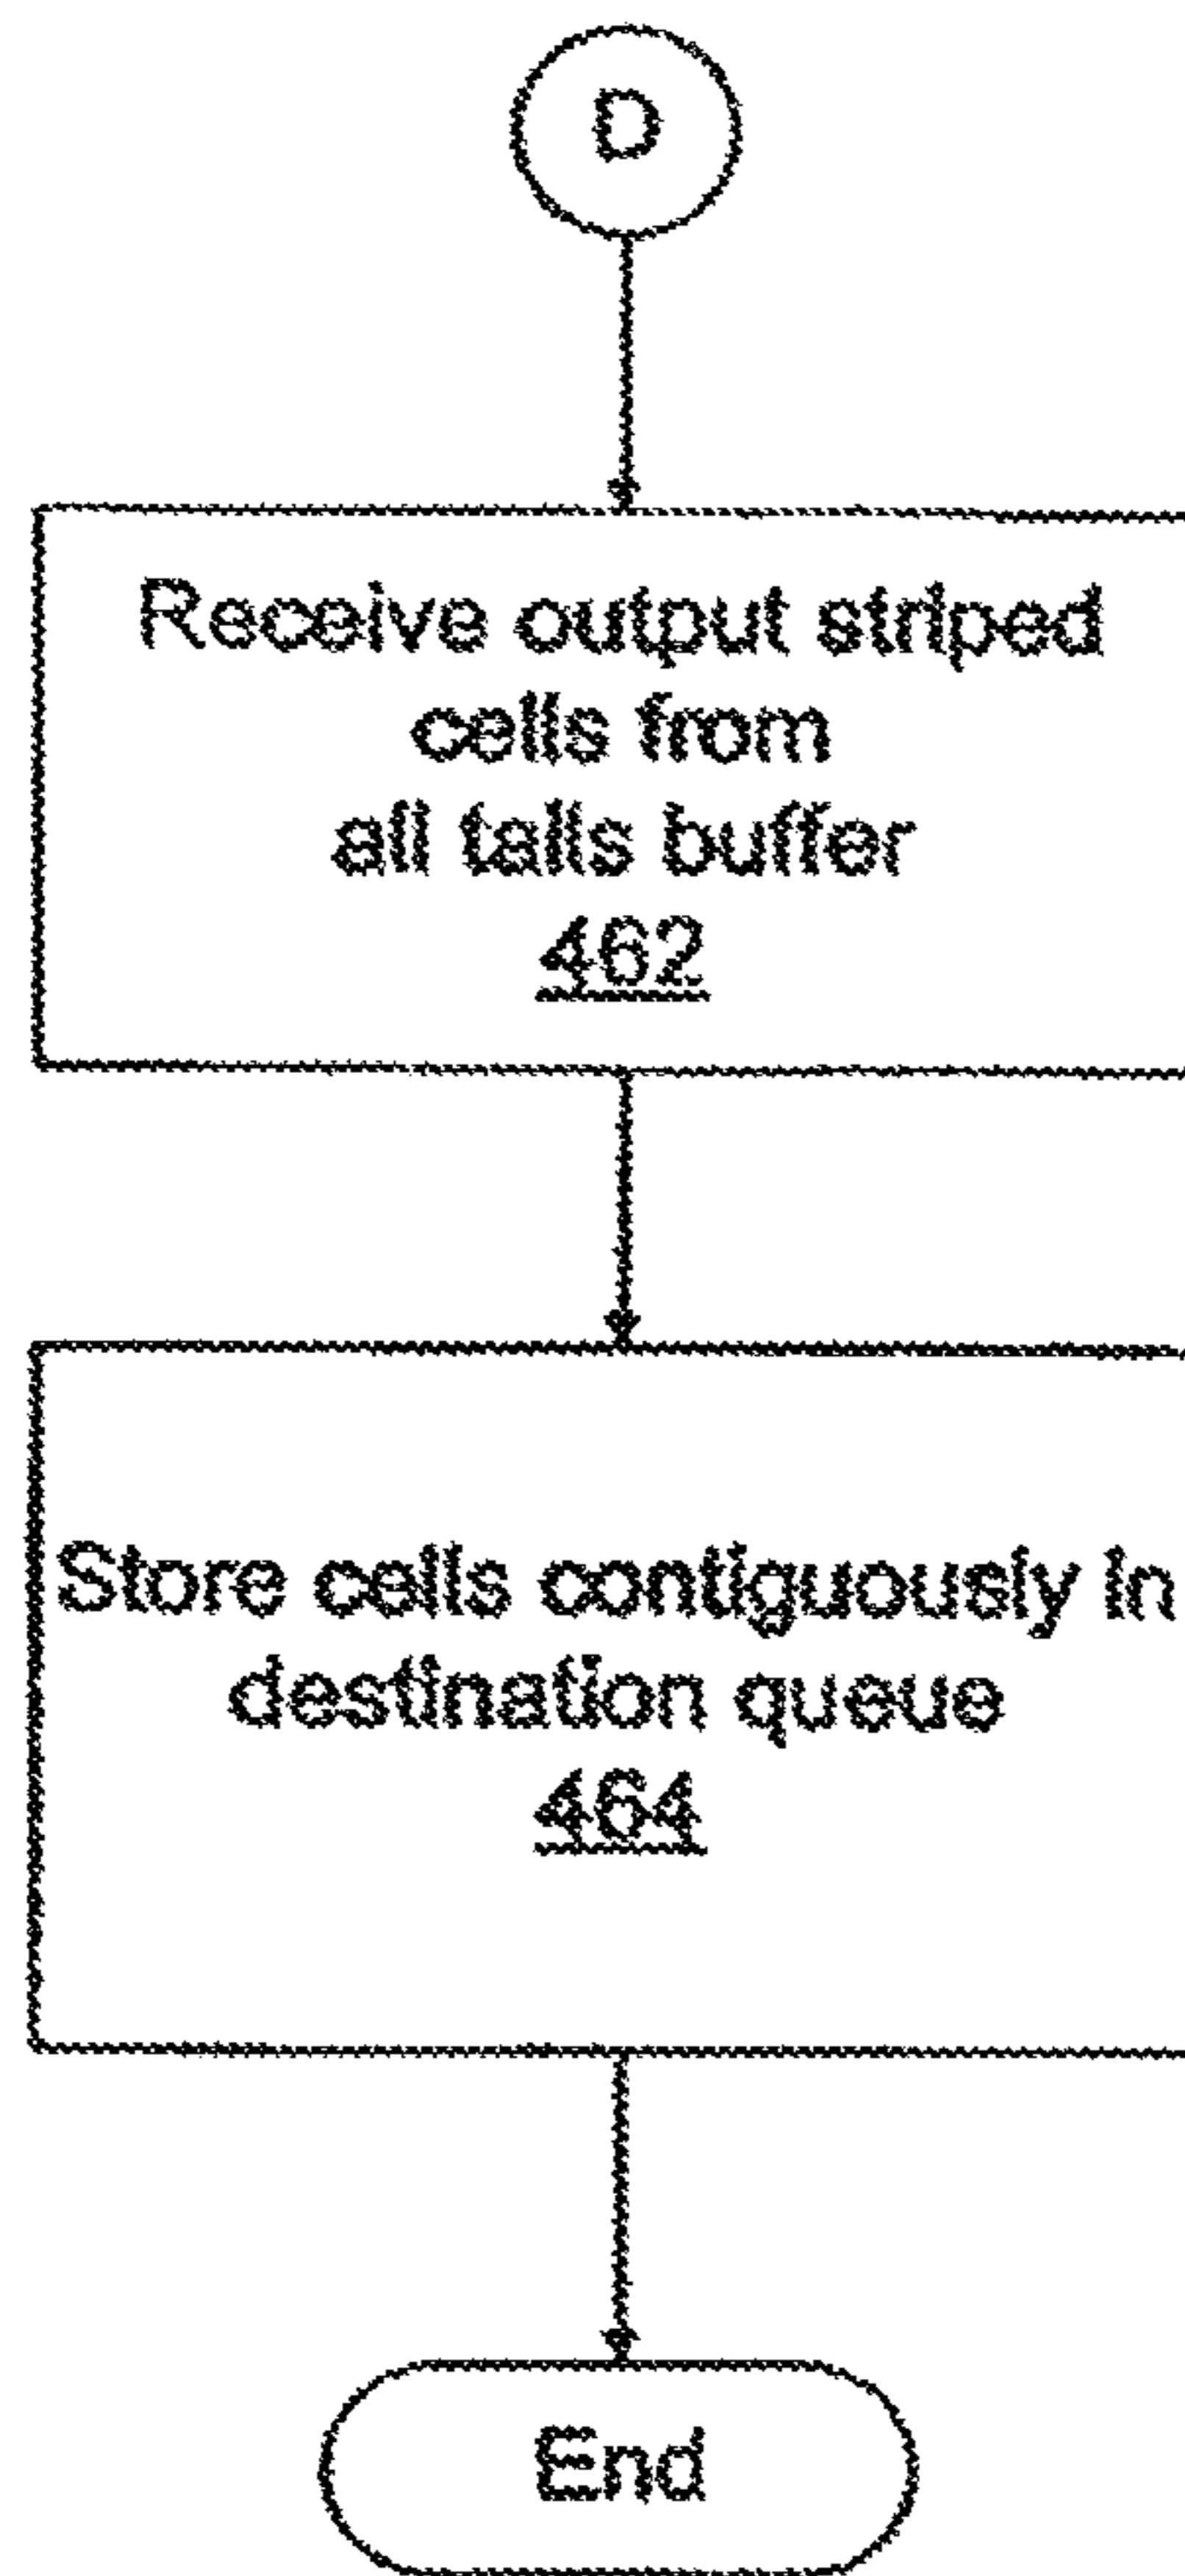 D
Receive output striped
cells from
all tails buffer
462
Store cells contiguously in
destination queue
464
End